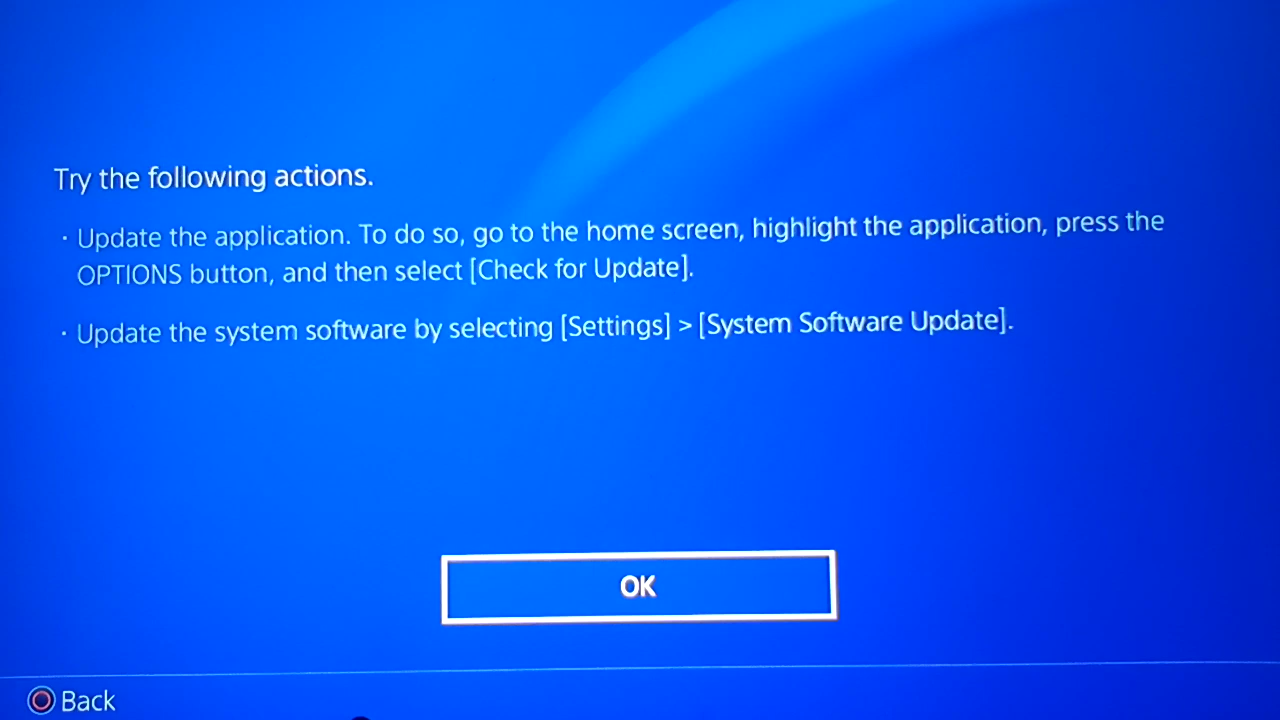 Try the following actions.
· Update the application. To do so, go to the home screen, highlight the application, press the
OPTIONS button, and then select [Check for Update].
· Update the system software by selecting [Settings] > [System Software Update].
OK
Back